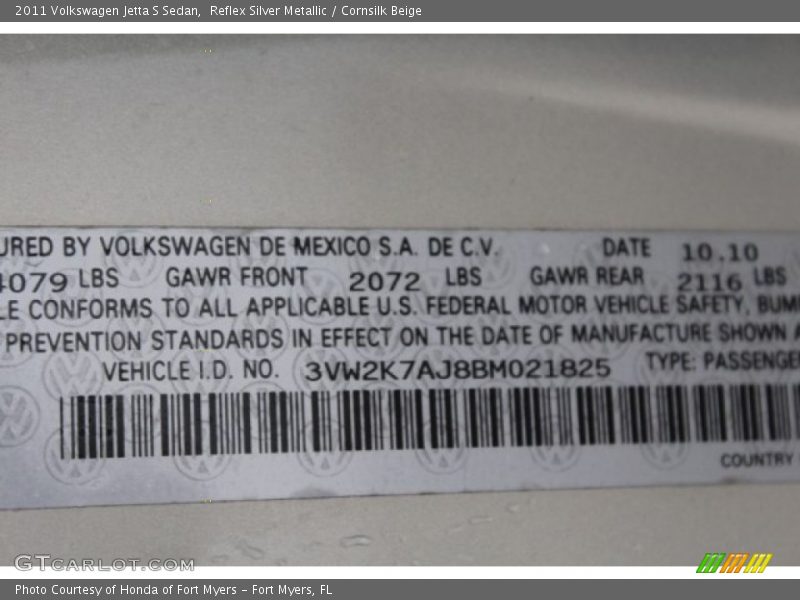 2011 Volkswagen Jetta S Sedan, Reflex Silver Metallic / Cornsilk Beige
URED BY VOLKSWAGEN DE MEXICO S.A. DE C.V. DATE 10.10
4079 LBS GAWR FRONT 2072 LBS GAWR REAR 2116 LBS
LE CONFORMS TO ALL APPLICABLE U.S. FEDERAL MOTOR VEHICLE SAFETY, BUM
PREVENTION STANDARDS IN EFFECT ON THE DATE OF MANUFACTURE SHOWN A
VEHICLE I.D. NO. 3VW2K7AJ8BM021825 TYPE: PASSENGE
COUNTRY
GTCARLOT.COM
Photo Courtesy of Honda of Fort Myers - Fort Myers, FL